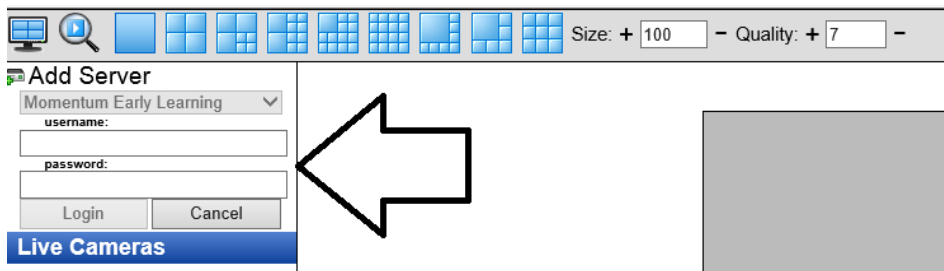 Size: + 100 − Quality: + 7 −
Add Server
Momentum Early Learning
username:
password:
Login Cancel
Live Cameras